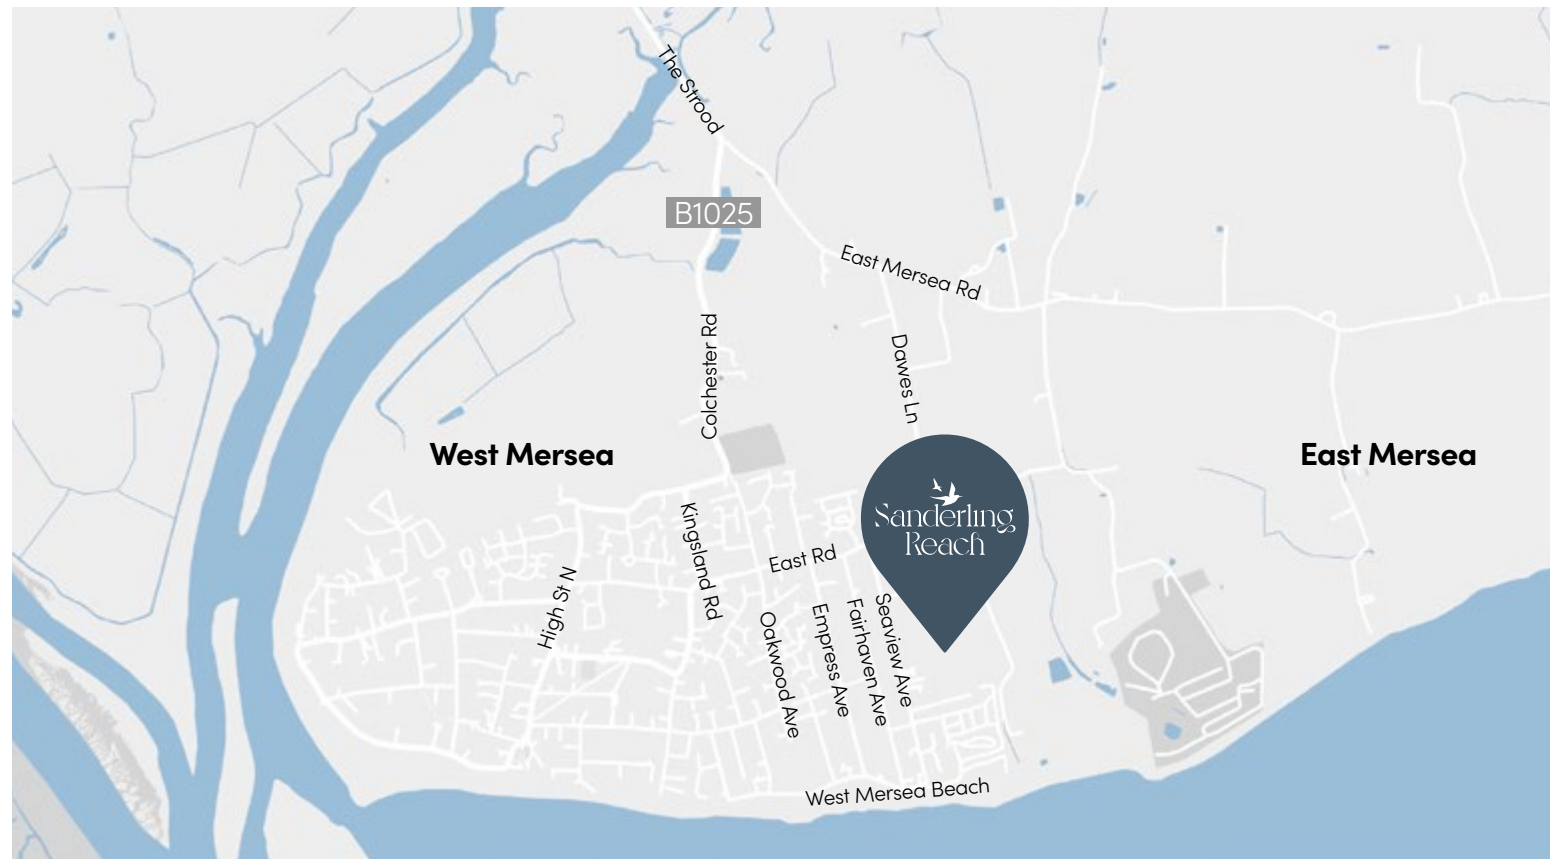 The Strood
B1025
East Mersea Rd
Colchester Rd
Dawes Ln
West Mersea
East Mersea
Sanderling
Reach
Kingsland Rd
East Rd
High St N
Oakwood Ave
Empress Ave
Fairhaven Ave
Seaview Ave
West Mersea Beach